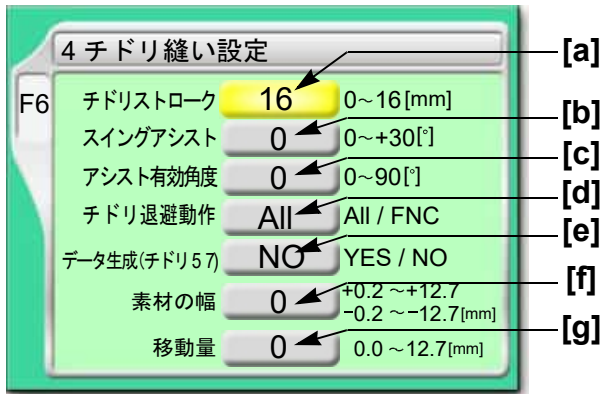 4 チドリ縫い設定
[a]
F6
チドリストローク 16 0～16[mm]
[b]
スイングアシスト 0 0～+30[°]
[c]
アシスト有効角度 0 0～90[°]
[d]
チドリ退避動作 All All / FNC
[e]
データ生成(チドリ57) NO YES / NO
[f]
素材の幅 0 +0.2 ～+12.7
−0.2 ～−12.7[mm]
[g]
移動量 0 0.0 ～12.7[mm]